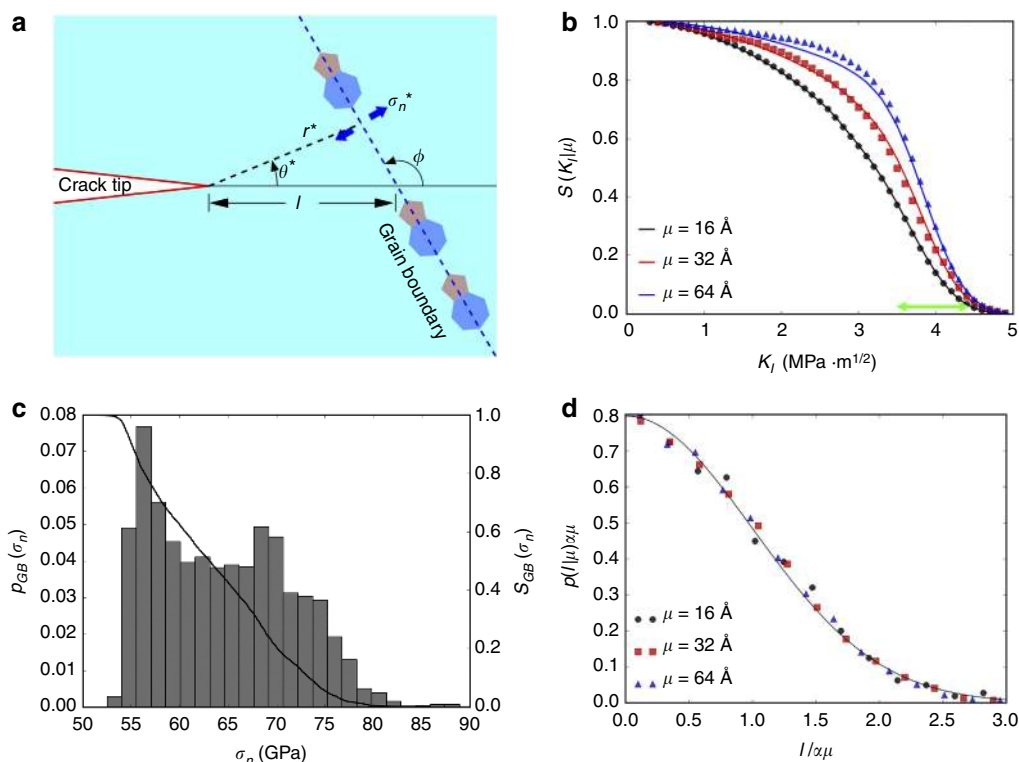 a
Crack tip
r*
θ*
σn*
ϕ
l
Grain boundary
b
S (KI|μ)
1.0
0.8
0.6
0.4
0.2
0.0
μ = 16 Å
μ = 32 Å
μ = 64 Å
0 1 2 3 4 5
KI (MPa ·m1/2)
c
pGB (σn)
0.08
0.07
0.06
0.05
0.04
0.03
0.02
0.01
0.00
1.0
0.8
0.6
0.4
0.2
0.0
SGB (σn)
50 55 60 65 70 75 80 85 90
σn (GPa)
d
p(l|μ)αμ
0.8
0.7
0.6
0.5
0.4
0.3
0.2
0.1
0.0
μ = 16 Å
μ = 32 Å
μ = 64 Å
0.0 0.5 1.0 1.5 2.0 2.5 3.0
l /αμ